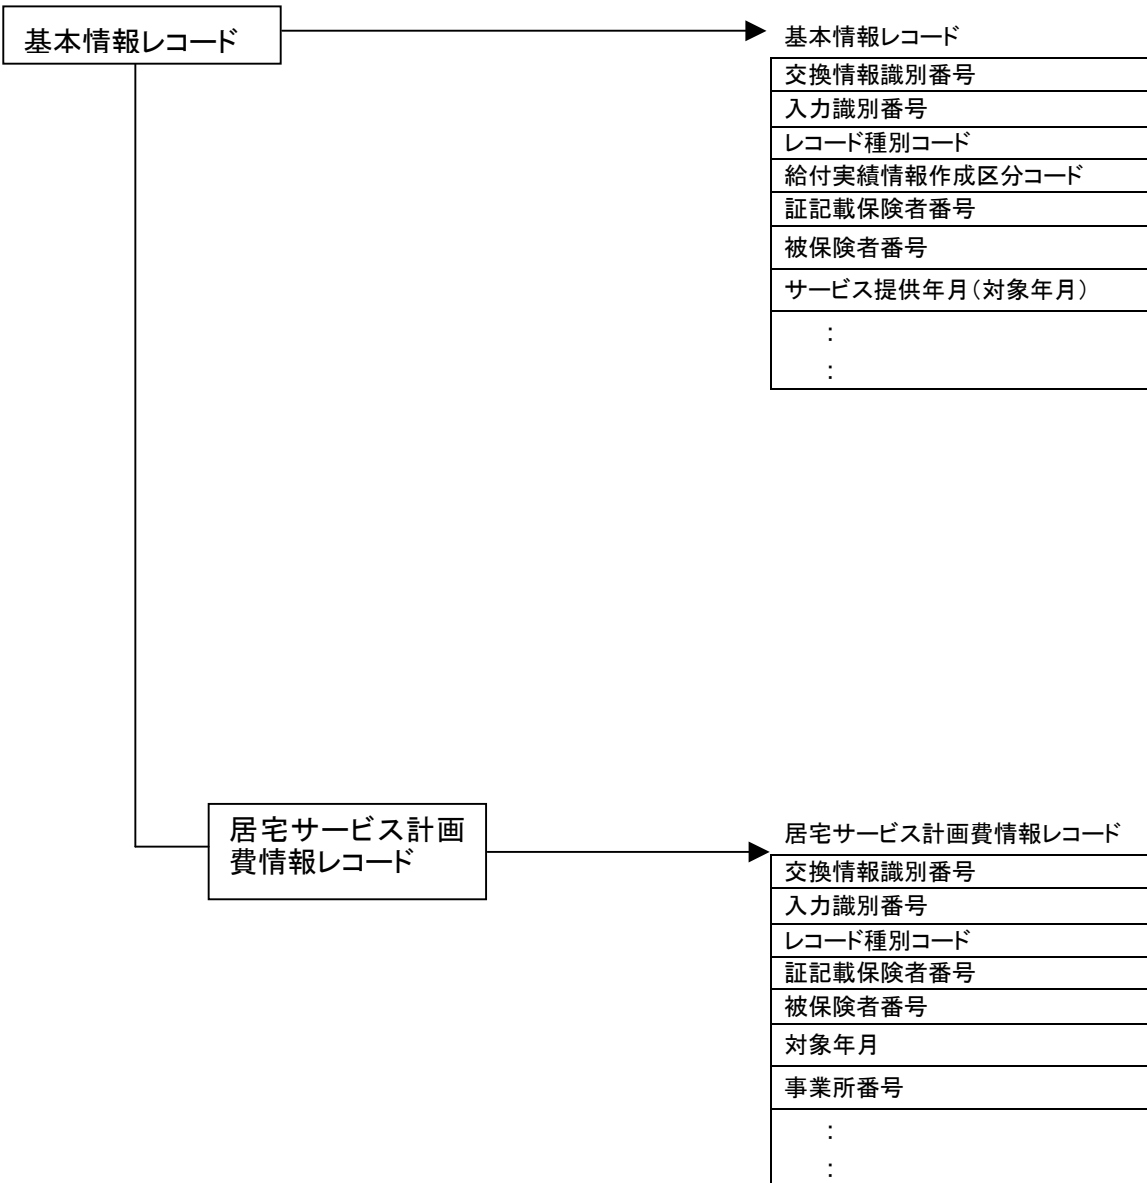 基本情報レコード
基本情報レコード
交換情報識別番号
入力識別番号
レコード種別コード
給付実績情報作成区分コード
証記載保険者番号
被保険者番号
サービス提供年月(対象年月)
:
:
居宅サービス計画
費情報レコード
居宅サービス計画費情報レコード
交換情報識別番号
入力識別番号
レコード種別コード
証記載保険者番号
被保険者番号
対象年月
事業所番号
:
: